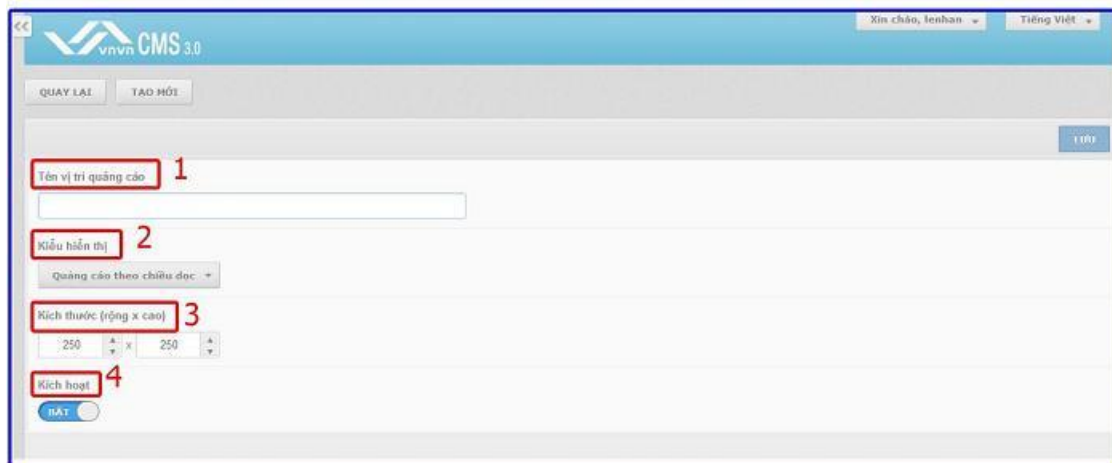 <<
Xin chào, lenhan
Tiếng Việt
vnvn CMS 3.0
QUAY LẠI
TẠO MỚI
LƯU
Tên vị trí quảng cáo
1
Kiểu hiển thị
2
Quảng cáo theo chiều dọc
Kích thước (rộng x cao)
3
250 x 250
Kích hoạt
4
BẬT